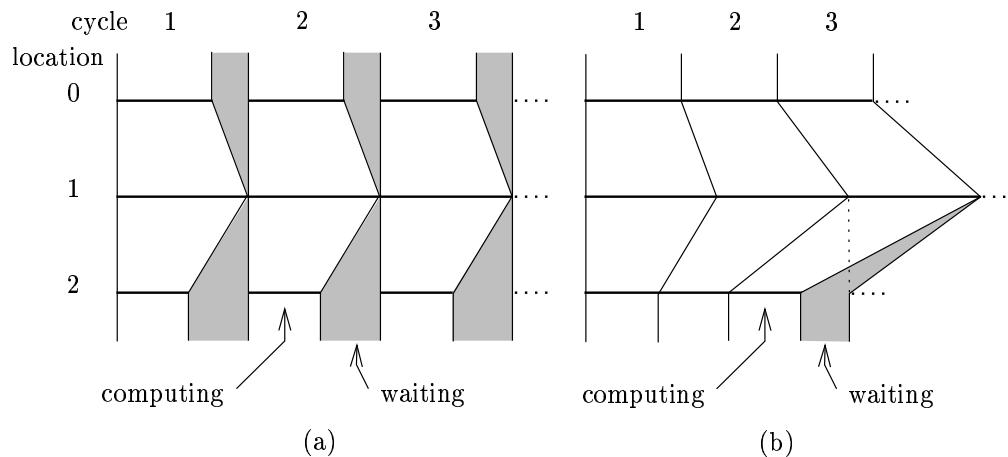 cycle 1 2 3 1 2 3
location
0
1
2
computing waiting computing waiting
(a) (b)